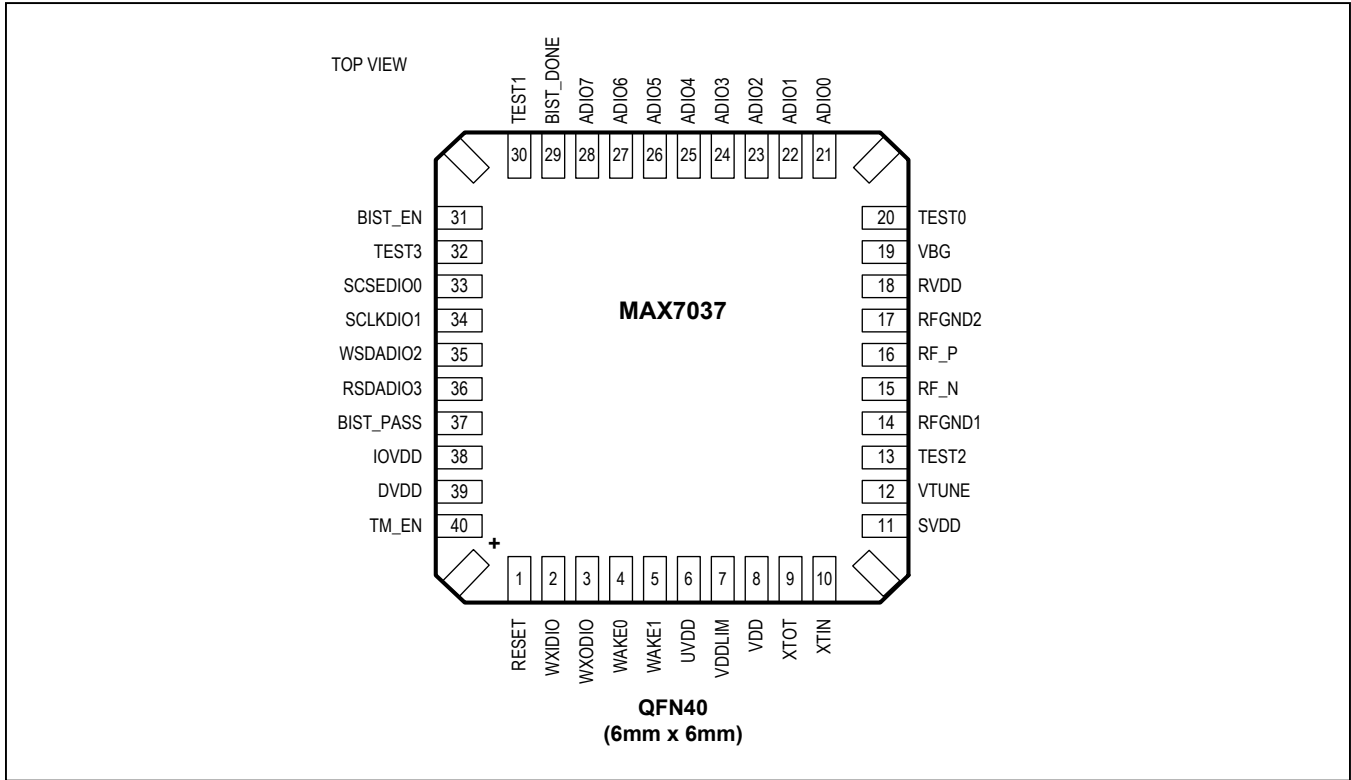 TOP VIEW
TEST1
BIST_DONE
ADIO7
ADIO6
ADIO5
ADIO4
ADIO3
ADIO2
ADIO1
ADIO0
30
29
28
27
26
25
24
23
22
21
BIST_EN 31
TEST3 32
SCSEDIO0 33
SCLKDIO1 34
WSDADIO2 35
RSDADIO3 36
BIST_PASS 37
IOVDD 38
DVDD 39
TM_EN 40
MAX7037
20 TEST0
19 VBG
18 RVDD
17 RFGND2
16 RF_P
15 RF_N
14 RFGND1
13 TEST2
12 VTUNE
11 SVDD
+
1
2
3
4
5
6
7
8
9
10
RESET
WXIDIO
WXODIO
WAKE0
WAKE1
UVDD
VDDLIM
VDD
XTOT
XTIN
QFN40
(6mm x 6mm)